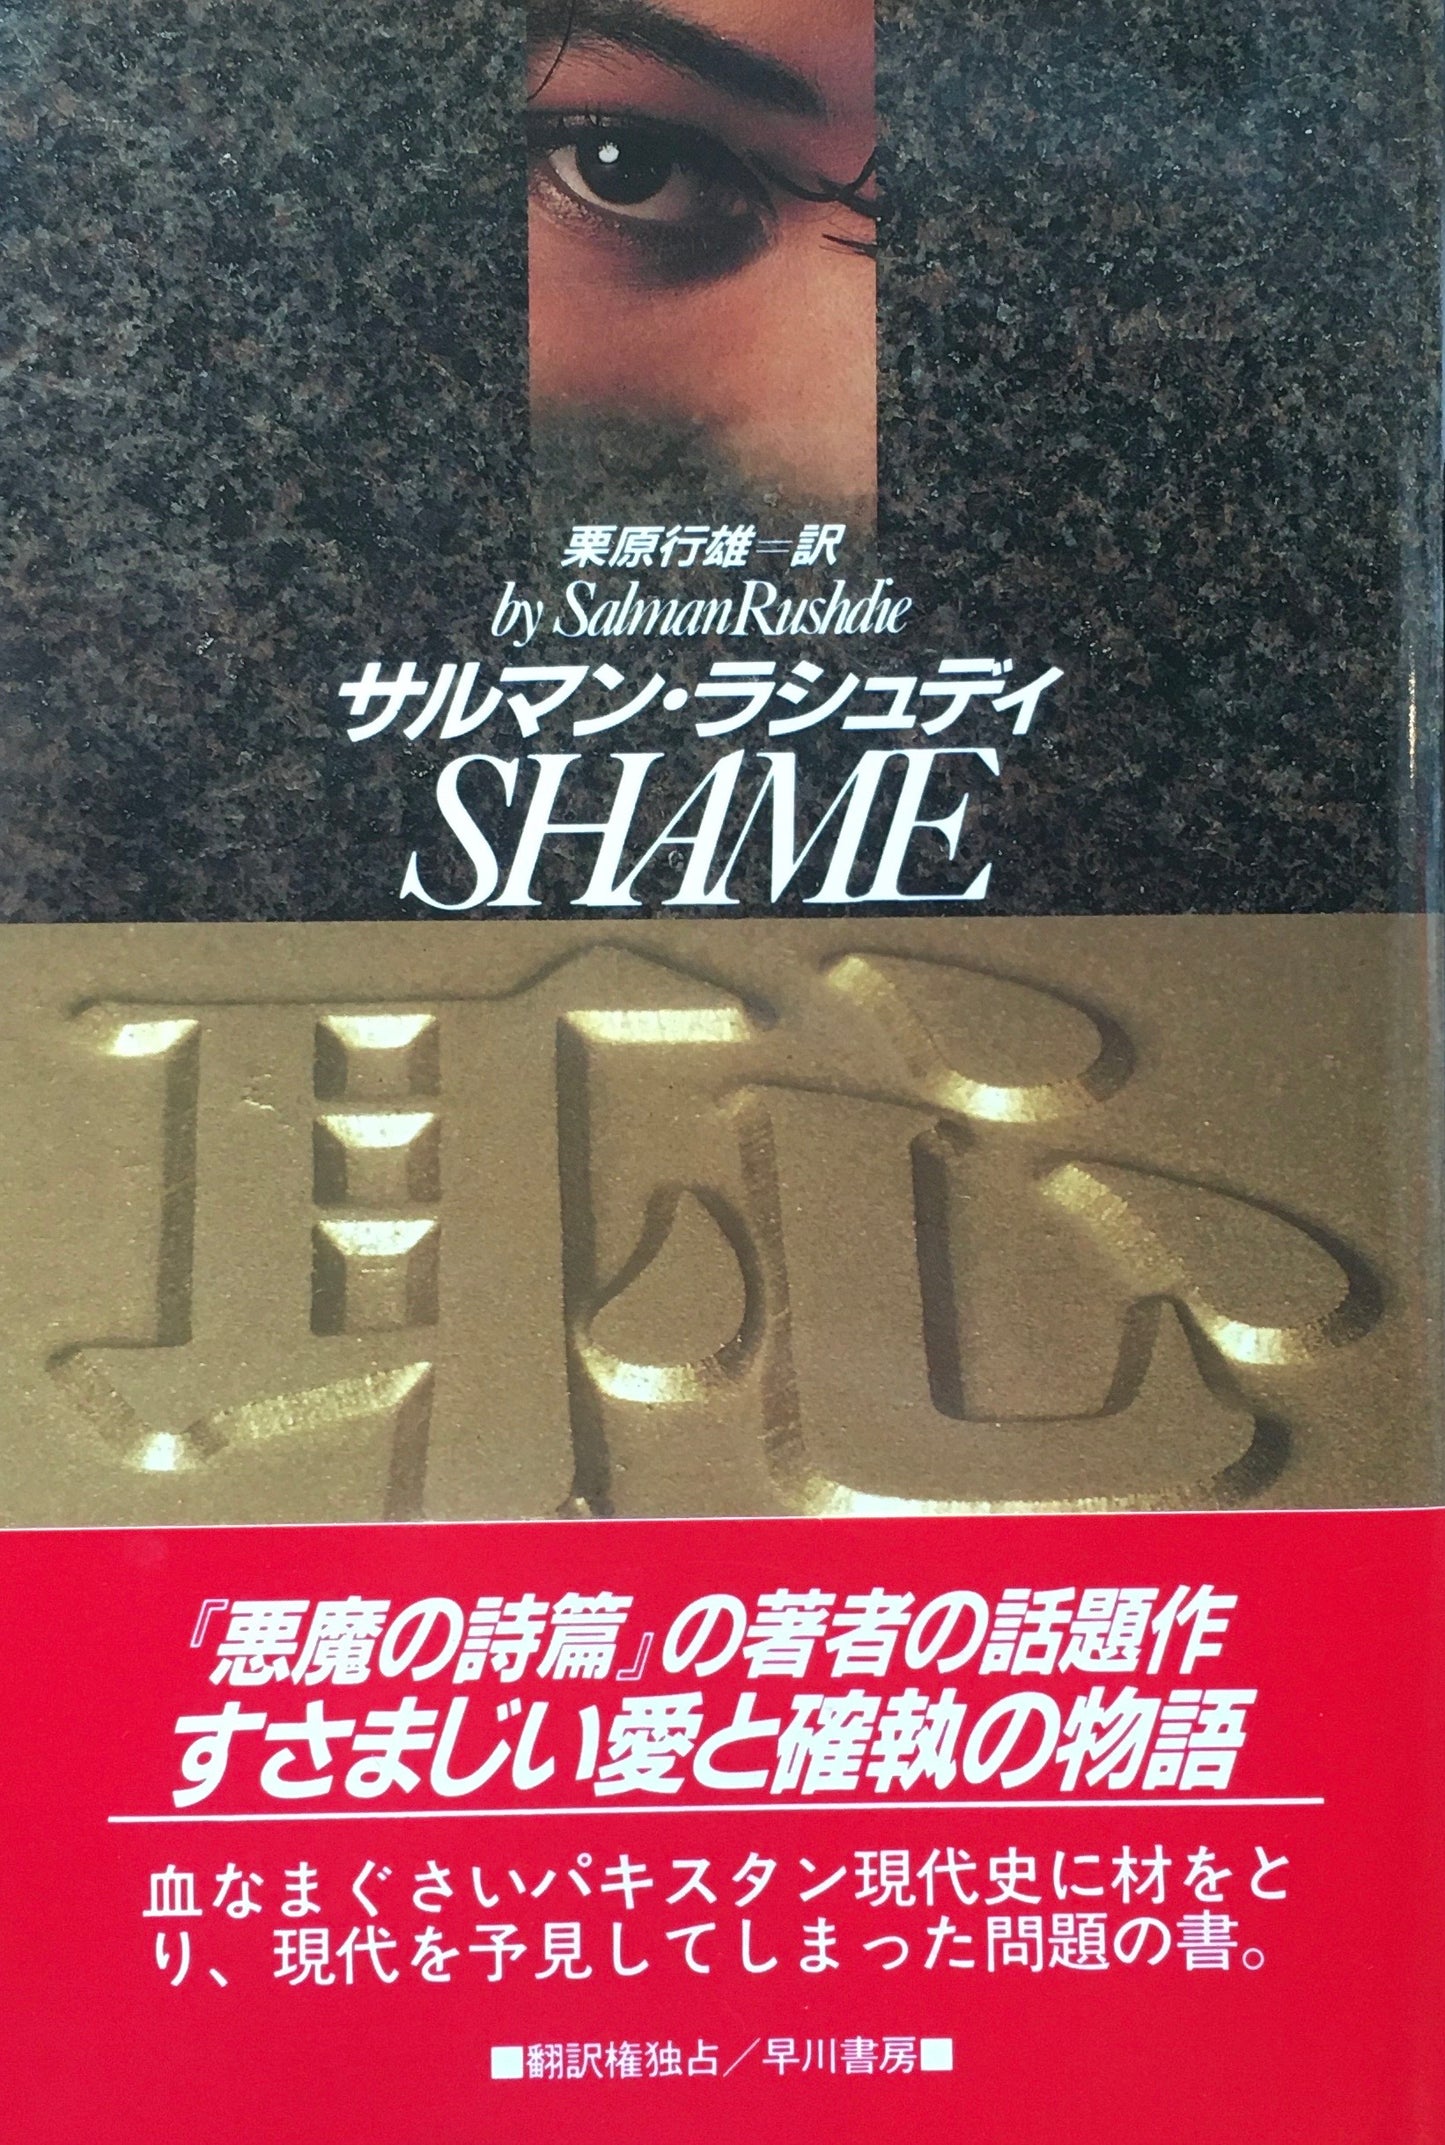 栗原行雄＝訳
by Salman Rushdie
サルマン・ラシュディ
SHAME
恥
『悪魔の詩篇』の著者の話題作
すさまじい愛と確執の物語
血なまぐさいパキスタン現代史に材をと
り、現代を予見してしまった問題の書。
■翻訳権独占／早川書房■